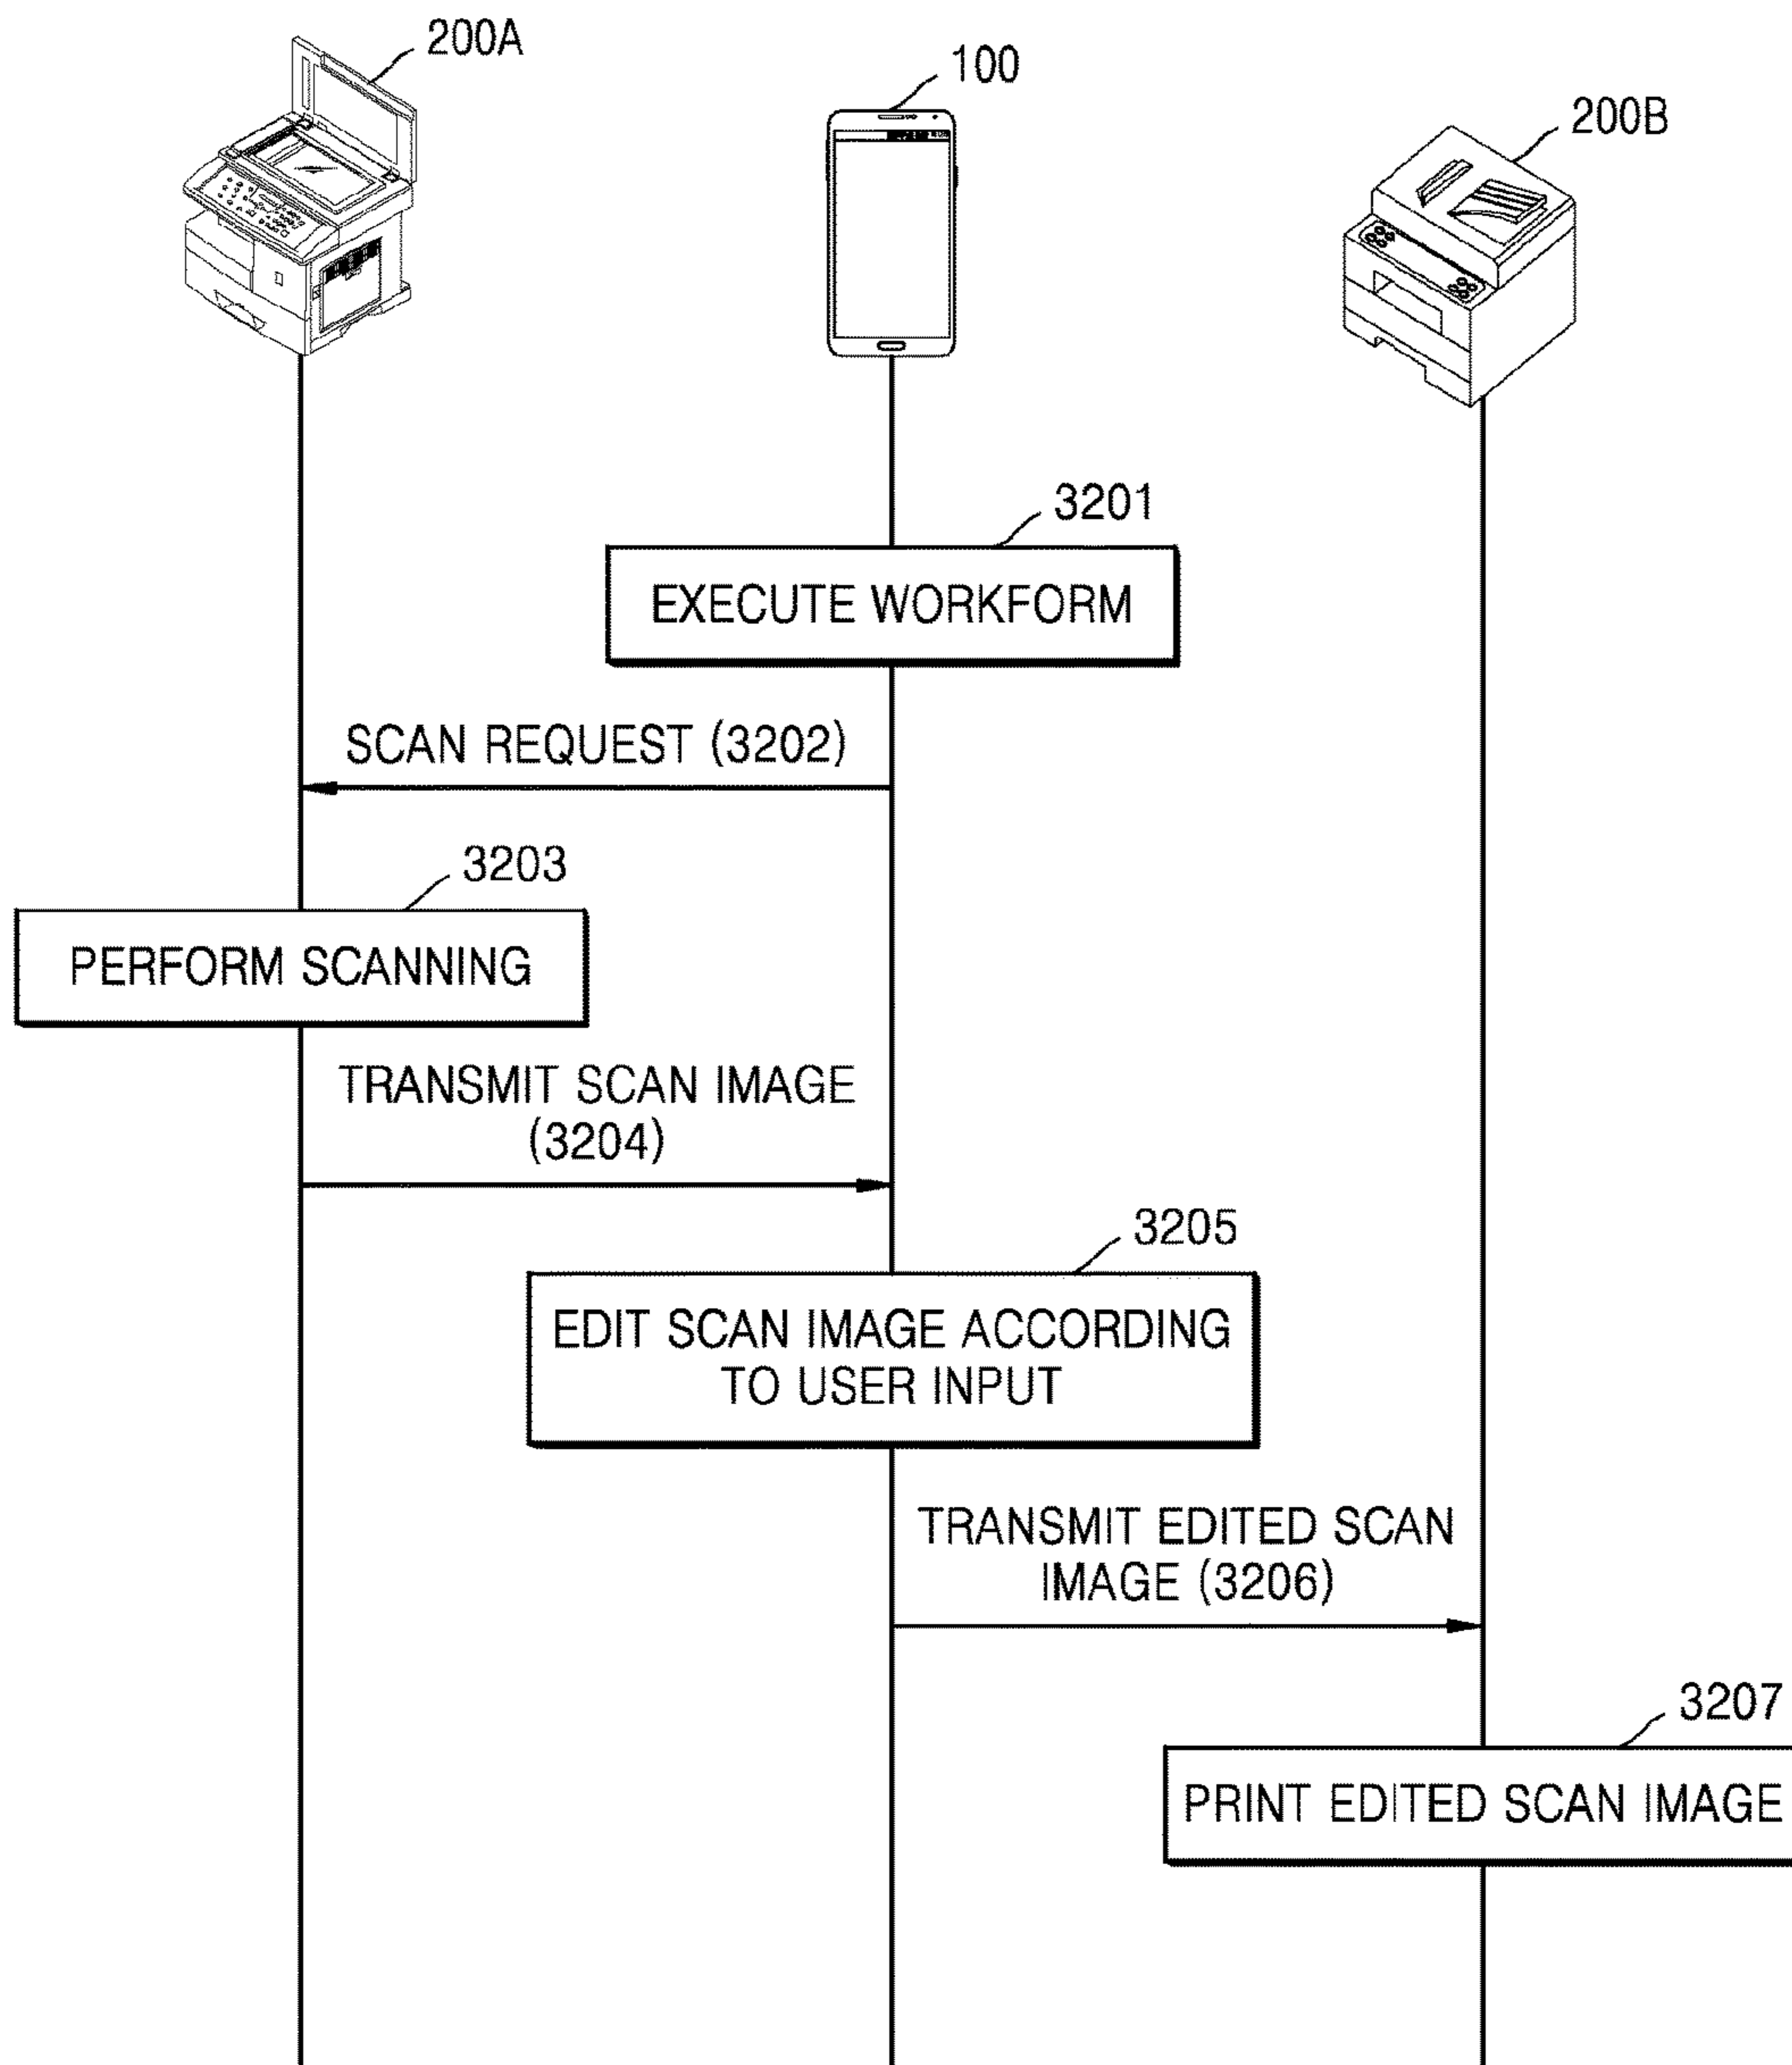 200A
100
200B
3201
EXECUTE WORKFORM
SCAN REQUEST (3202)
3203
PERFORM SCANNING
TRANSMIT SCAN IMAGE
(3204)
3205
EDIT SCAN IMAGE ACCORDING
TO USER INPUT
TRANSMIT EDITED SCAN
IMAGE (3206)
3207
PRINT EDITED SCAN IMAGE